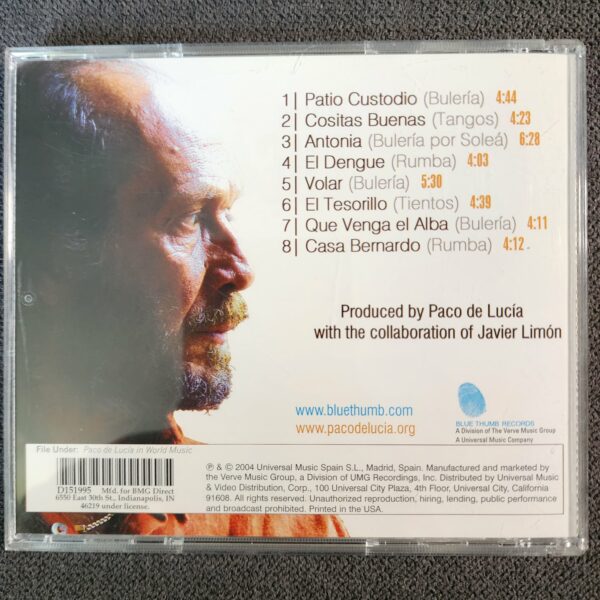 1| Patio Custodio (Bulería) 4:44
2| Cositas Buenas (Tangos) 4:23
3| Antonia (Bulería por Soleá) 6:28
4| El Dengue (Rumba) 4:03
5| Volar (Bulería) 5:30
6| El Tesorillo (Tientos) 4:39
7| Que Venga el Alba (Bulería) 4:11
8| Casa Bernardo (Rumba) 4:12
Produced by Paco de Lucía
with the collaboration of Javier Limón
www.bluethumb.com
www.pacodelucia.org
BLUE THUMB RECORDS
A Division of The Verve Music Group
A Universal Music Company
File Under: Paco de Lucía in World Music
D151995 Mfd. for BMG Direct
6550 East 30th St., Indianapolis, IN
46219 under license.
℗ & © 2004 Universal Music Spain S.L., Madrid, Spain. Manufactured and marketed by
the Verve Music Group, a Division of UMG Recordings, Inc. Distributed by Universal Music
& Video Distribution, Corp., 100 Universal City Plaza, 4th Floor, Universal City, California
91608. All rights reserved. Unauthorized reproduction, hiring, lending, public performance
and broadcast prohibited. Printed in the USA.